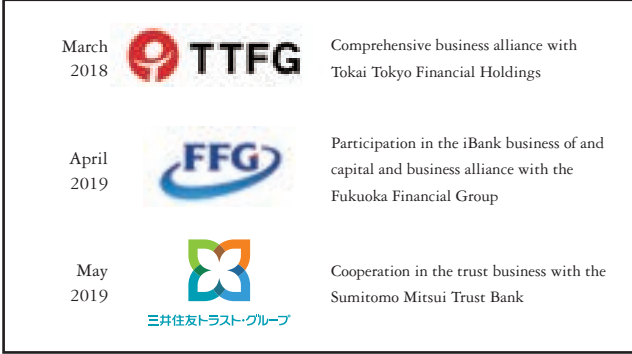 March
2018
TTFG
Comprehensive business alliance with
Tokai Tokyo Financial Holdings
April
2019
FFG
Participation in the iBank business of and
capital and business alliance with the
Fukuoka Financial Group
May
2019
三井住友トラスト・グループ
Cooperation in the trust business with the
Sumitomo Mitsui Trust Bank